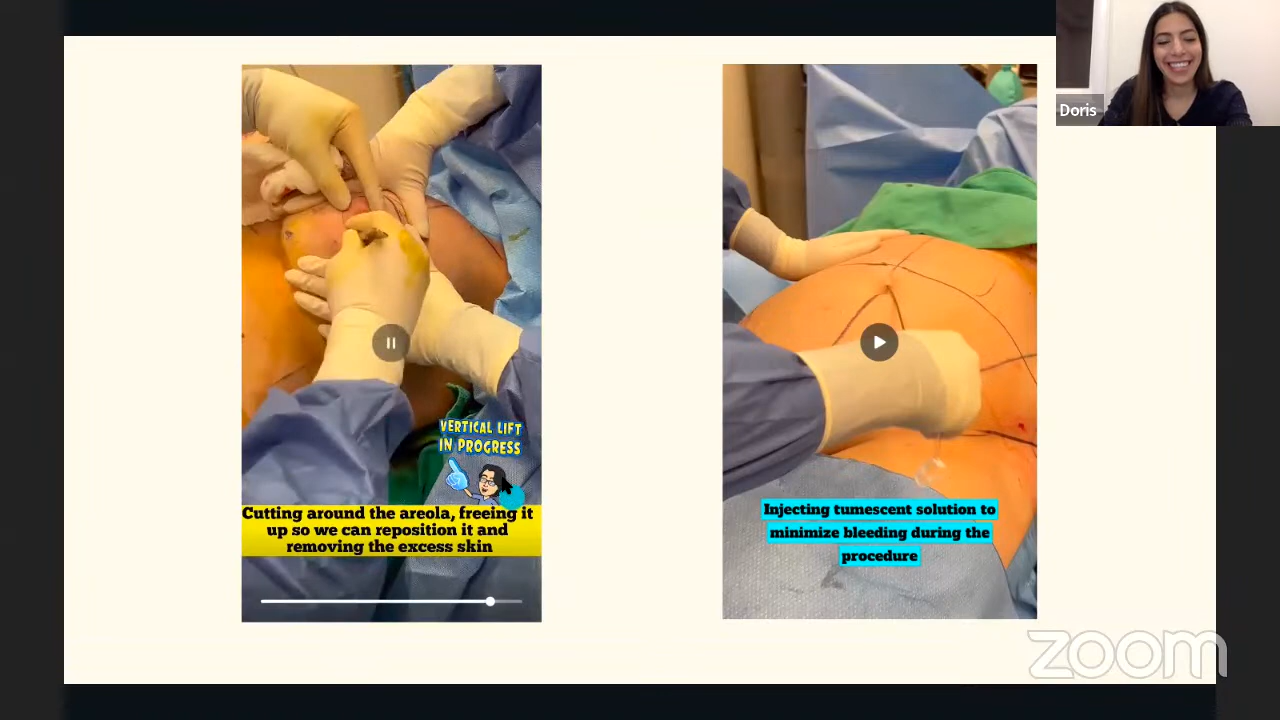 Doris
VERTICAL LIFT
IN PROGRESS
Cutting around the areola, freeing it
up so we can reposition it and
removing the excess skin
Injecting tumescent solution to
minimize bleeding during the
procedure
zoom